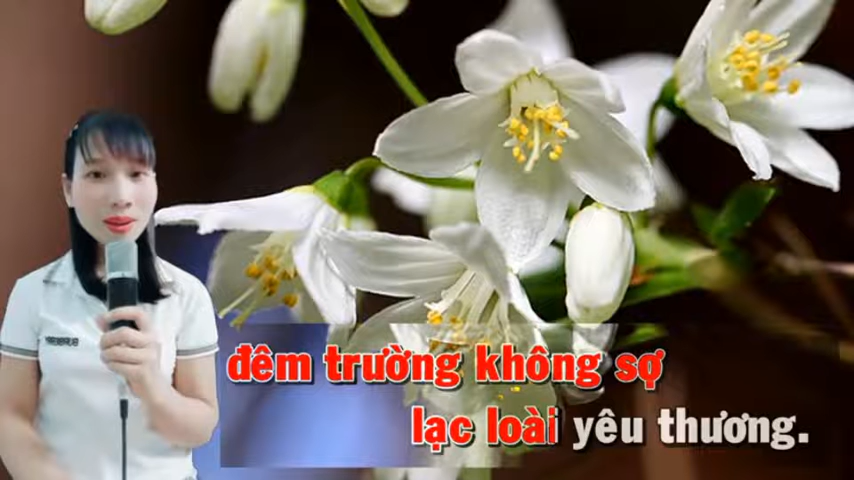 đêm trường không sợ
lạc loài yêu thương.